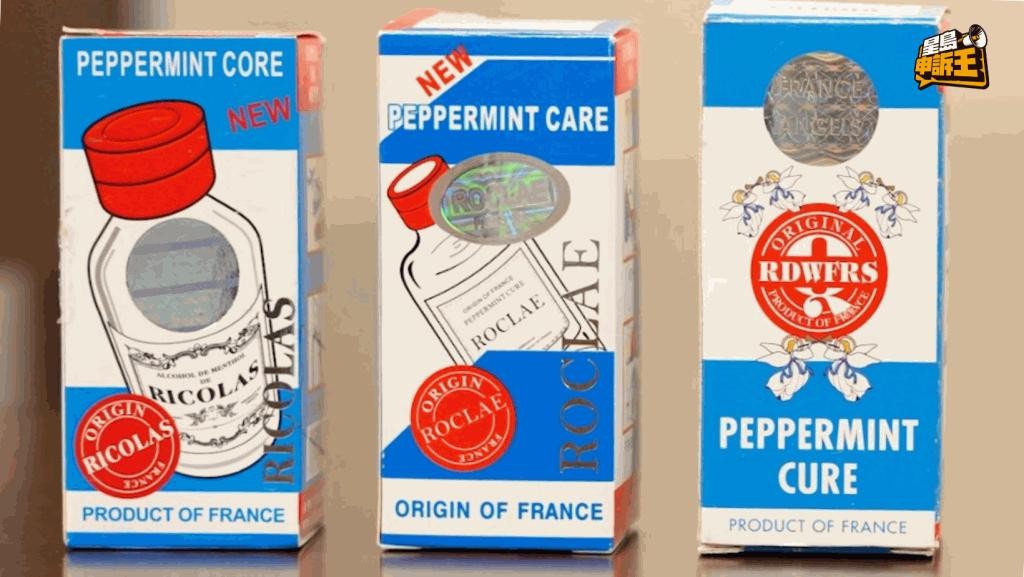 PEPPERMINT CORE
NEW
ALCOHOL DE MENTHOL
DE
RICOLAS
RICOLAS
ORIGIN
RICOLAS
FRANCE
PRODUCT OF FRANCE
NEW
PEPPERMINT CARE
ROCLAE
ORIGIN OF FRANCE
PEPPERMINT CURE
ROCLAE
ROCLAE
ORIGIN
ROCLAE
FRANCE
ORIGIN OF FRANCE
星島
申訴王
FRANCE
ANGELS
ORIGINAL
RDWFRS
PRODUCT OF FRANCE
PEPPERMINT
CURE
PRODUCT OF FRANCE